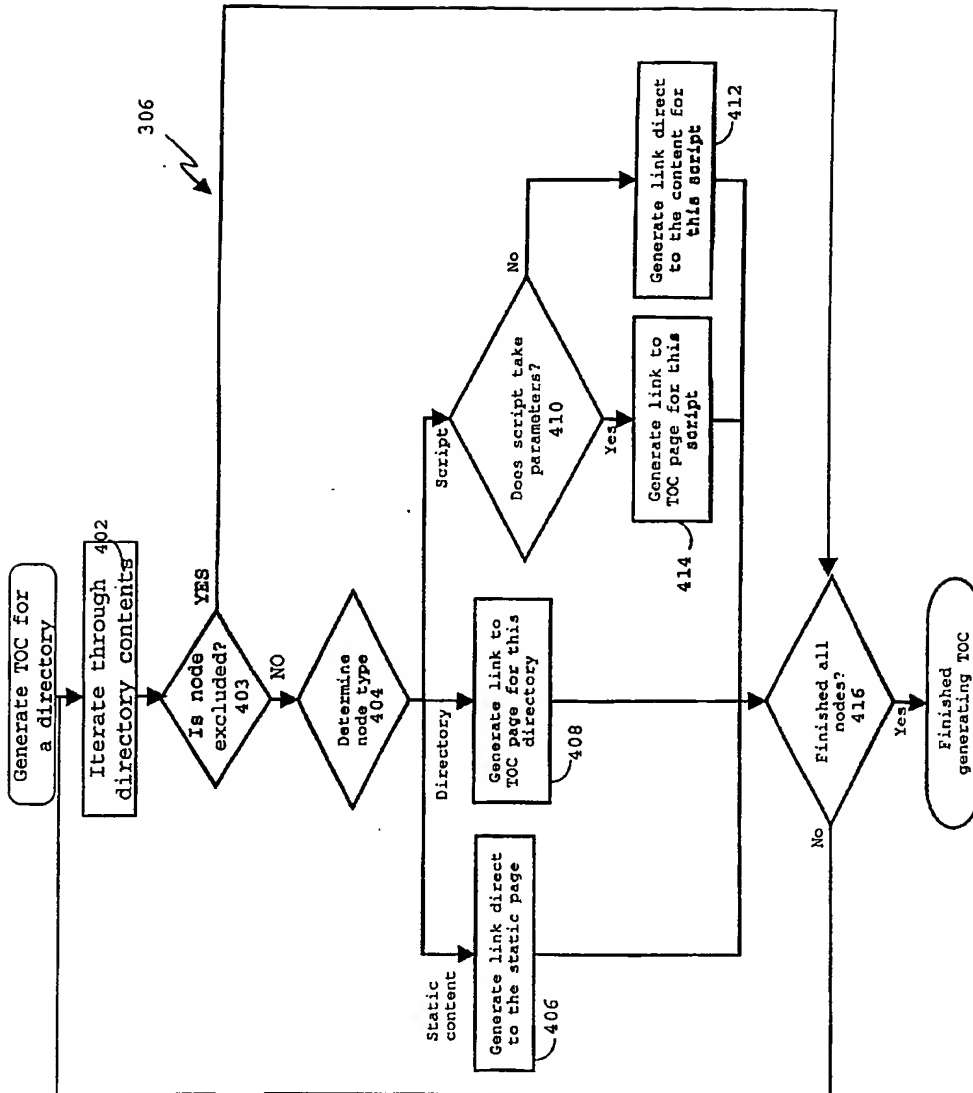 Generate TOC for
a directory
306
402
Iterate through
directory contents
Is node
excluded?
403
YES
NO
Determine
node type
404
Static
content
Directory
Script
Generate link direct
to the static page
406
Generate link to
TOC page for this
directory
408
Does script take
parameters?
410
No
Yes
Generate link to
TOC page for this
script
414
Generate link direct
to the content for
this script
412
Finished all
nodes?
416
No
Yes
Finished
generating TOC